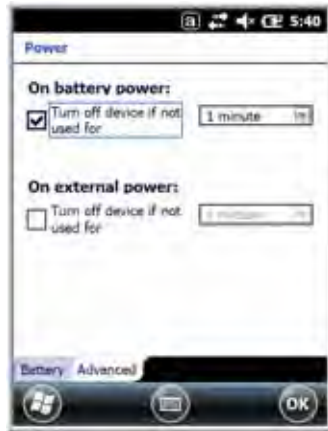 a 5:40
Power
On battery power:
Turn off device if not
used for
1 minute
On external power:
Turn off device if not
used for
Battery Advanced
OK